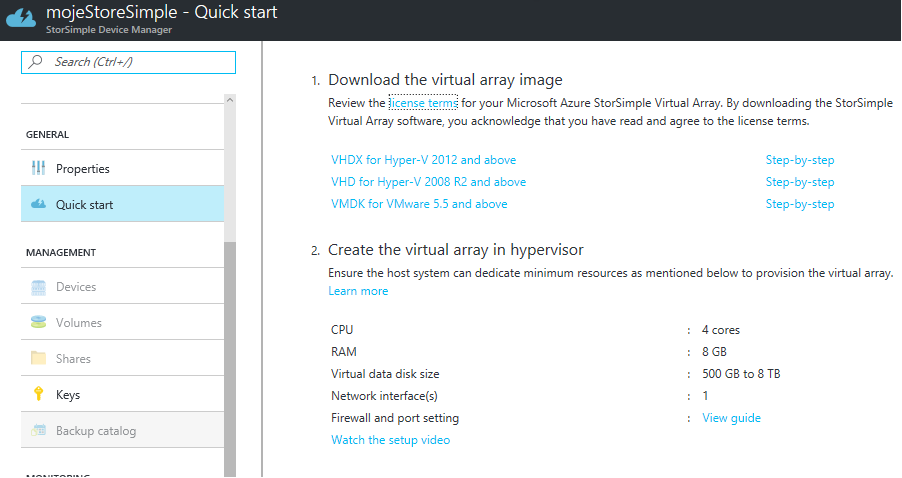 mojeStoreSimple - Quick start
StorSimple Device Manager
Search (Ctrl+/)
GENERAL
Properties
Quick start
MANAGEMENT
Devices
Volumes
Shares
Keys
Backup catalog
MONITORING
1. Download the virtual array image
Review the license terms for your Microsoft Azure StorSimple Virtual Array. By downloading the StorSimple
Virtual Array software, you acknowledge that you have read and agree to the license terms.
VHDX for Hyper-V 2012 and above Step-by-step
VHD for Hyper-V 2008 R2 and above Step-by-step
VMDK for VMware 5.5 and above Step-by-step
2. Create the virtual array in hypervisor
Ensure the host system can dedicate minimum resources as mentioned below to provision the virtual array.
Learn more
CPU : 4 cores
RAM : 8 GB
Virtual data disk size : 500 GB to 8 TB
Network interface(s) : 1
Firewall and port setting : View guide
Watch the setup video